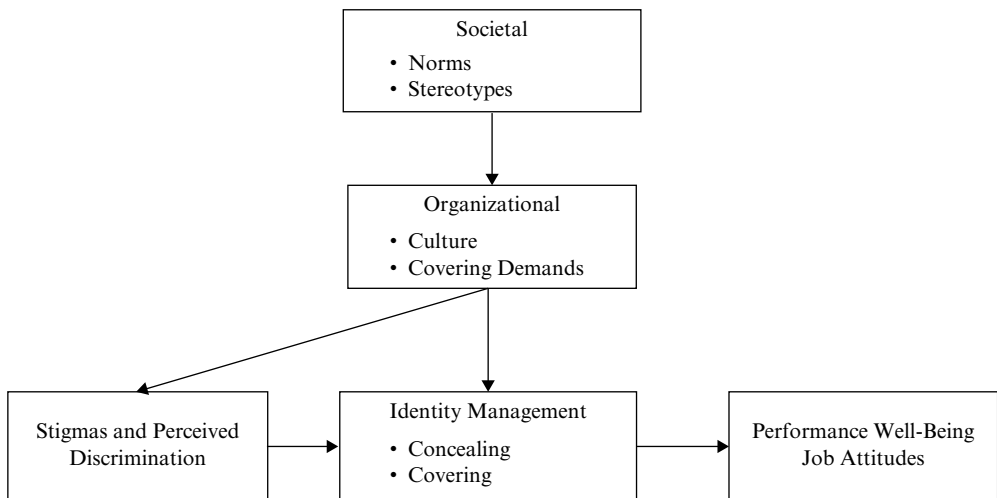 Societal
• Norms
• Stereotypes
Organizational
• Culture
• Covering Demands
Stigmas and Perceived
Discrimination
Identity Management
• Concealing
• Covering
Performance Well-Being
Job Attitudes